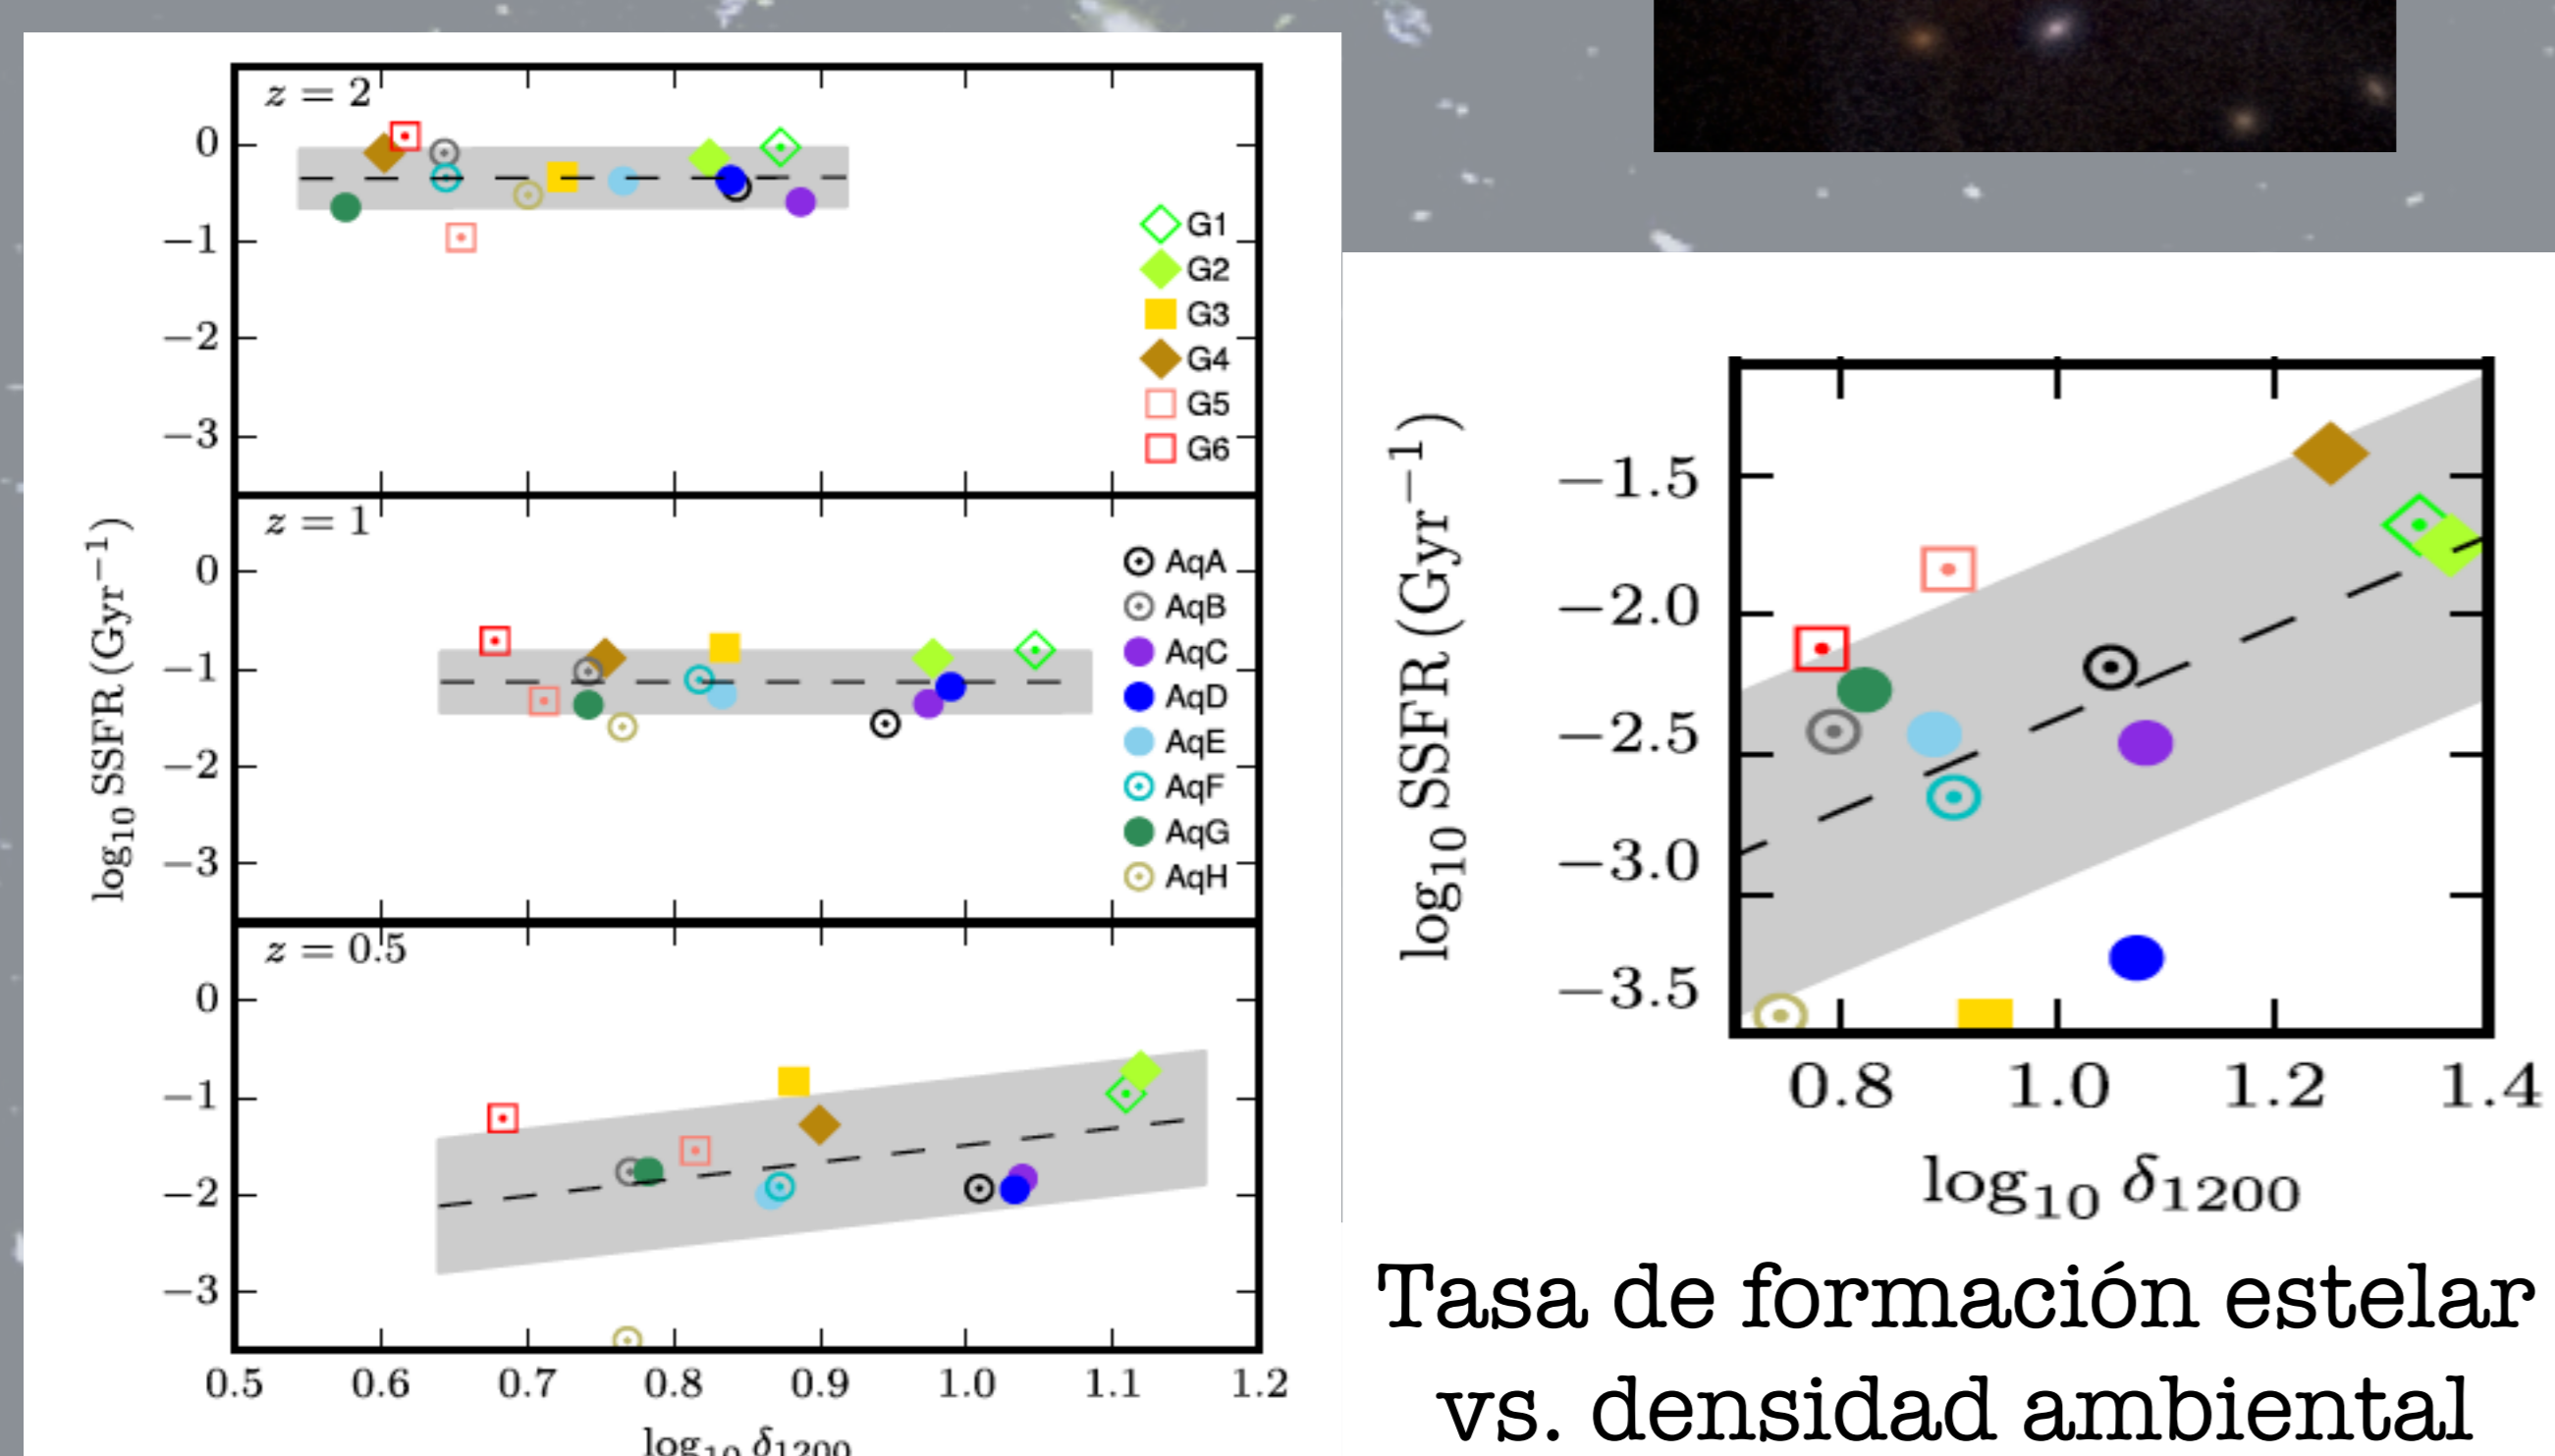 z = 2
0
−1
−2
−3
G1
G2
G3
G4
G5
G6
z = 1
0
−1
−2
−3
AqA
AqB
AqC
AqD
AqE
AqF
AqG
AqH
z = 0.5
0
−1
−2
−3
log₁₀ SSFR (Gyr⁻¹)
0.5 0.6 0.7 0.8 0.9 1.0 1.1 1.2
log₁₀ δ₁₂₀₀
log₁₀ SSFR (Gyr⁻¹)
−1.5
−2.0
−2.5
−3.0
−3.5
0.8 1.0 1.2 1.4
log₁₀ δ₁₂₀₀
Tasa de formación estelar
vs. densidad ambiental